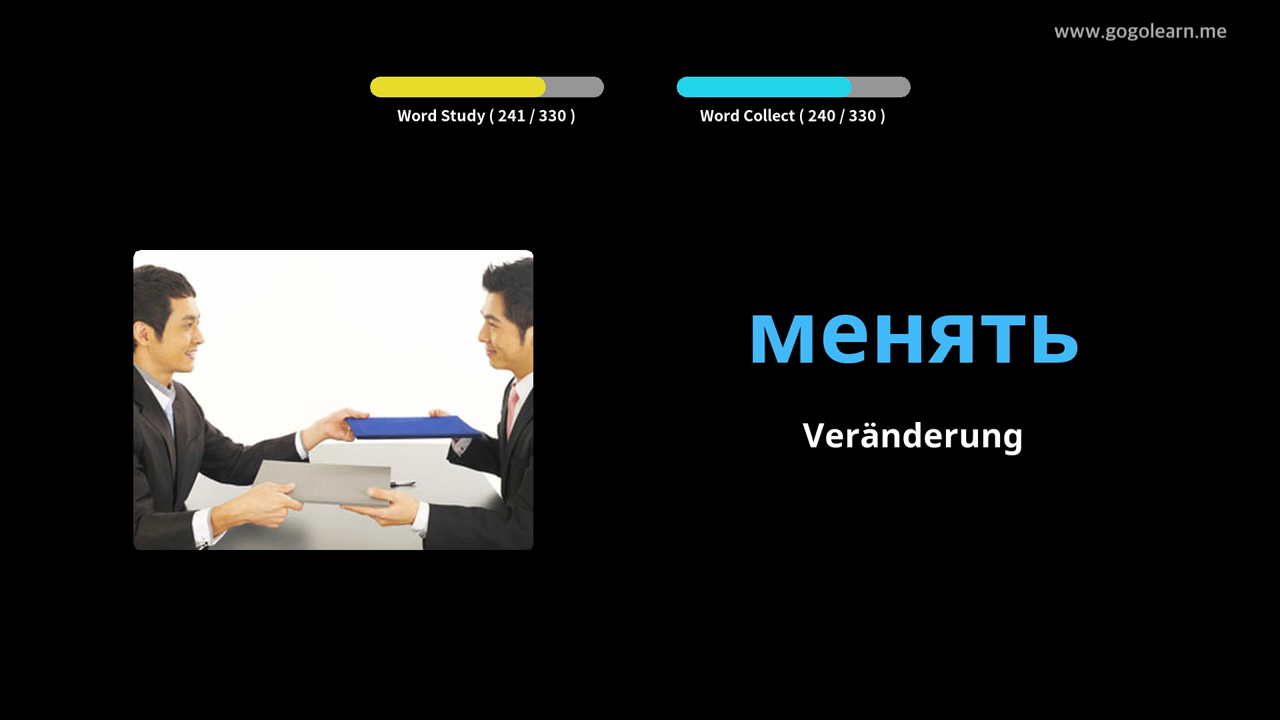 www.gogolearn.me
Word Study ( 241 / 330 )
Word Collect ( 240 / 330 )
менять
Veränderung